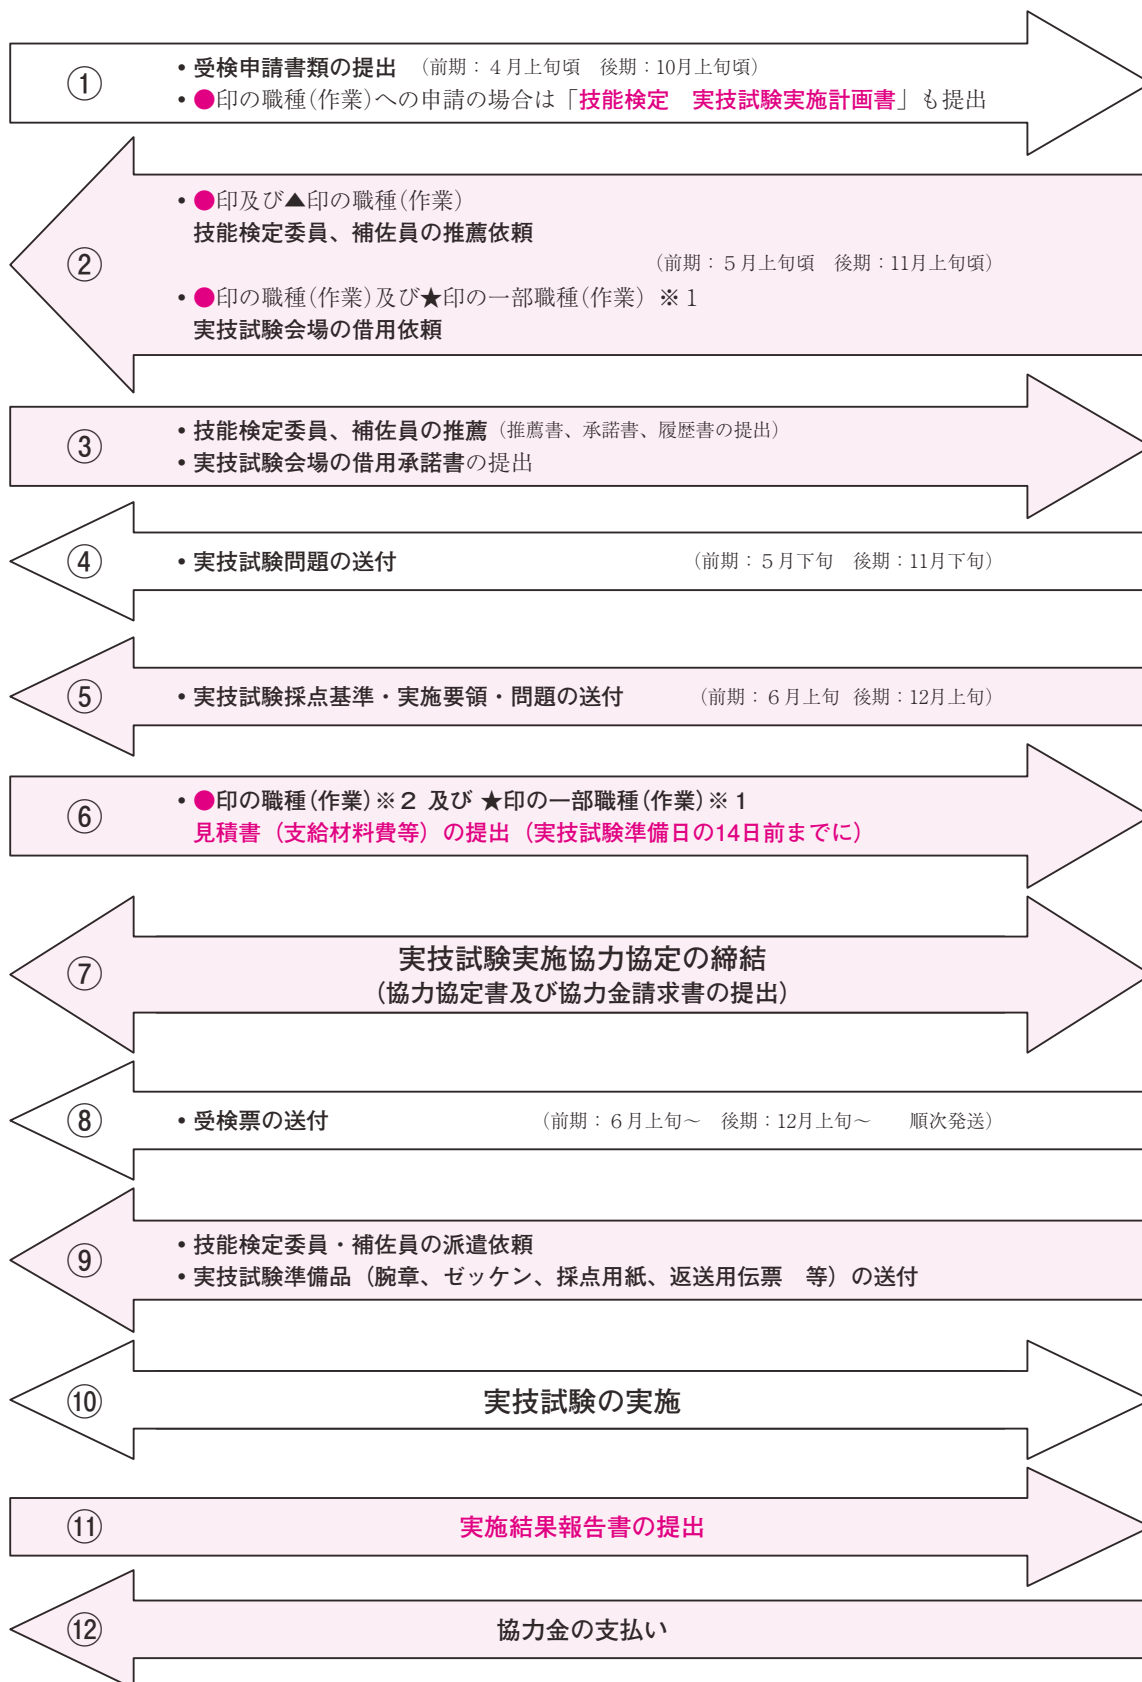 ①
• 受検申請書類の提出 （前期：４月上旬頃　後期：10月上旬頃）
• ●印の職種(作業)への申請の場合は「技能検定　実技試験実施計画書」も提出
②
• ●印及び▲印の職種(作業)
技能検定委員、補佐員の推薦依頼
（前期：５月上旬頃　後期：11月上旬頃）
• ●印の職種(作業)及び★印の一部職種(作業) ※１
実技試験会場の借用依頼
③
• 技能検定委員、補佐員の推薦（推薦書、承諾書、履歴書の提出）
• 実技試験会場の借用承諾書の提出
④
• 実技試験問題の送付 （前期：５月下旬　後期：11月下旬）
⑤
• 実技試験採点基準・実施要領・問題の送付 （前期：６月上旬 後期：12月上旬）
⑥
• ●印の職種(作業)※２ 及び ★印の一部職種(作業)※１
見積書（支給材料費等）の提出（実技試験準備日の14日前までに）
⑦
実技試験実施協力協定の締結
（協力協定書及び協力金請求書の提出）
⑧
• 受検票の送付 （前期：６月上旬～　後期：12月上旬～　　順次発送）
⑨
• 技能検定委員・補佐員の派遣依頼
• 実技試験準備品（腕章、ゼッケン、採点用紙、返送用伝票　等）の送付
⑩
実技試験の実施
⑪
実施結果報告書の提出
⑫
協力金の支払い